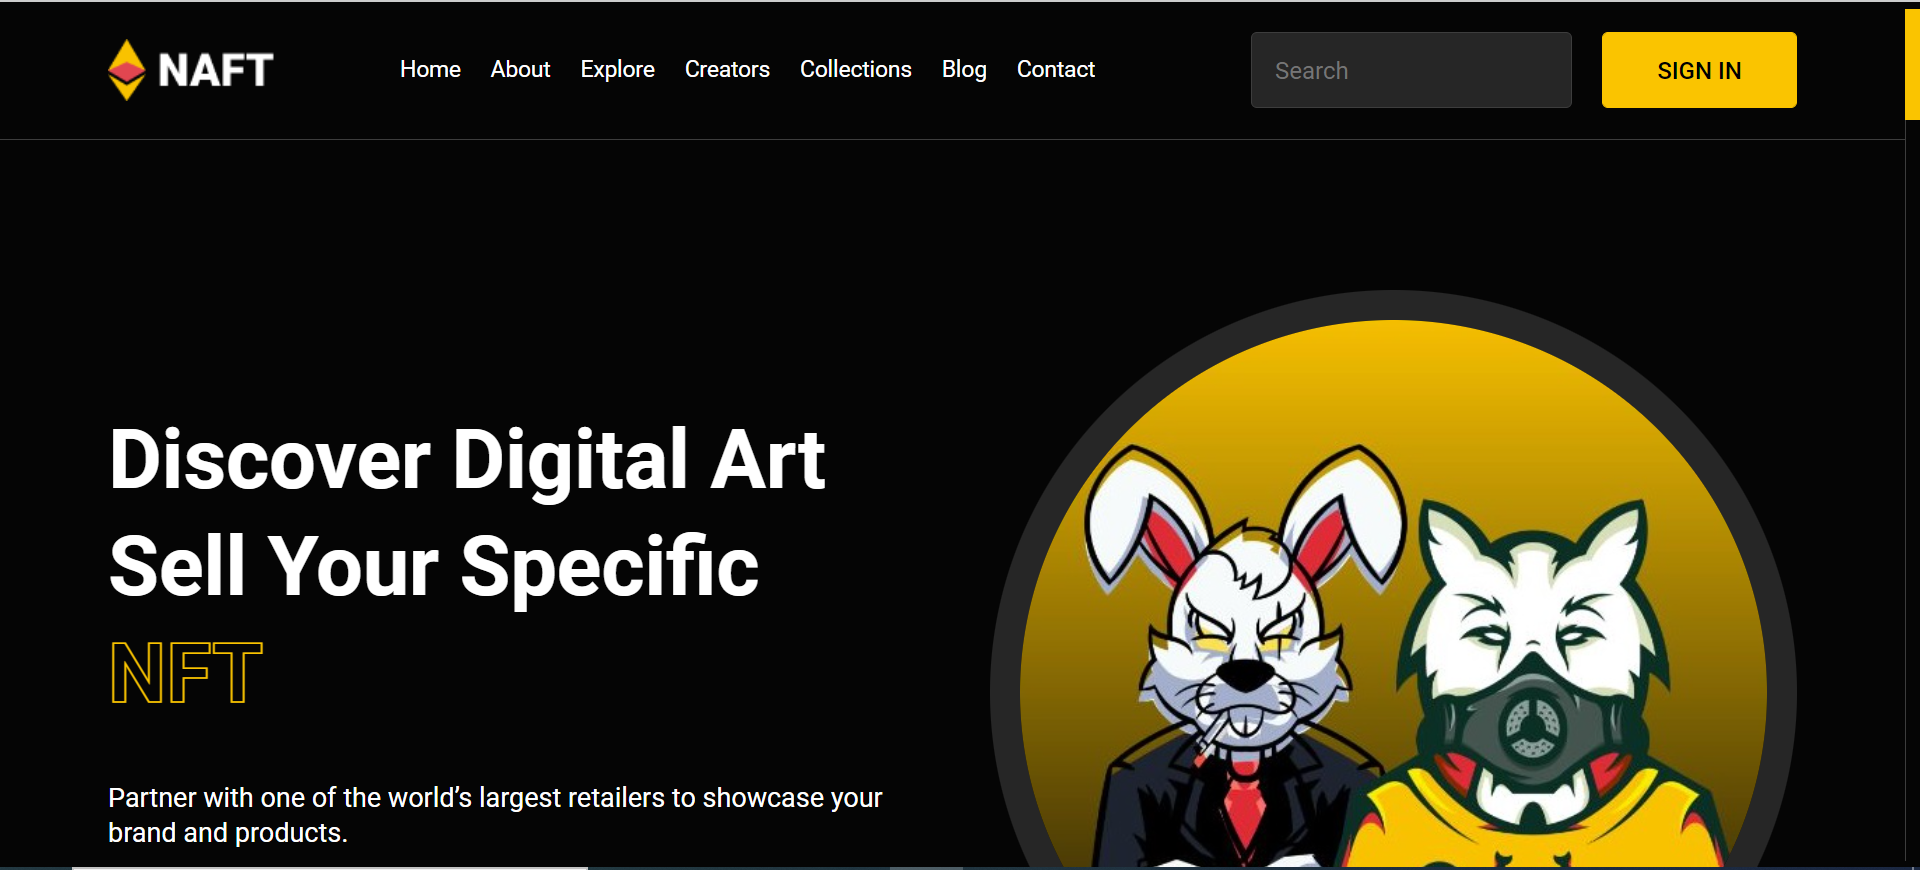 NAFT
Home About Explore Creators Collections Blog Contact
Search
SIGN IN
Discover Digital Art
Sell Your Specific
NFT
Partner with one of the world’s largest retailers to showcase your
brand and products.